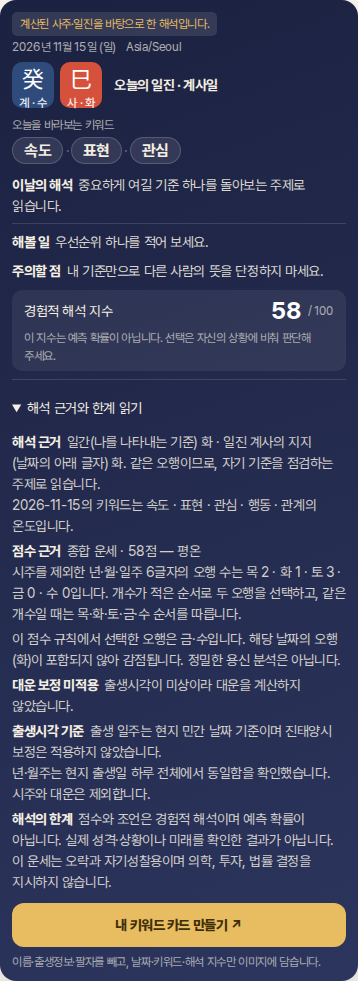 계산된 사주·일진을 바탕으로 한 해석입니다.
2026년 11월 15일 (일) Asia/Seoul
癸 巳 오늘의 일진 · 계사일
계 · 수 사 · 화
오늘을 바라보는 키워드
속도 · 표현 · 관심
이날의 해석 중요하게 여길 기준 하나를 돌아보는 주제로
읽습니다.
해볼 일 우선순위 하나를 적어 보세요.
주의할 점 내 기준만으로 다른 사람의 뜻을 단정하지 마세요.
경험적 해석 지수 58 / 100
이 지수는 예측 확률이 아닙니다. 선택은 자신의 상황에 비춰 판단해
주세요.
▼ 해석 근거와 한계 읽기
해석 근거 일간(나를 나타내는 기준) 화 · 일진 계사의 지지
(날짜의 아래 글자) 화. 같은 오행이므로, 자기 기준을 점검하는
주제로 읽습니다.
2026-11-15의 키워드는 속도 · 표현 · 관심 · 행동 · 관계의
온도입니다.
점수 근거 종합 운세 · 58점 — 평온
시주를 제외한 년·월·일주 6글자의 오행 수는 목 2 · 화 1 · 토 3 ·
금 0 · 수 0입니다. 개수가 적은 순서로 두 오행을 선택하고, 같은
개수일 때는 목·화·토·금·수 순서를 따릅니다.
이 점수 규칙에서 선택한 오행은 금·수입니다. 해당 날짜의 오행
(화)이 포함되지 않아 감점됩니다. 정밀한 용신 분석은 아닙니다.
대운 보정 미적용 출생시각이 미상이라 대운을 계산하지
않았습니다.
출생시각 기준 출생 일주는 현지 민간 날짜 기준이며 진태양시
보정은 적용하지 않았습니다.
년·월주는 현지 출생일 하루 전체에서 동일함을 확인했습니다.
시주와 대운은 제외합니다.
해석의 한계 점수와 조언은 경험적 해석이며 예측 확률이
아닙니다. 실제 성격·상황이나 미래를 확인한 결과가 아닙니다.
이 운세는 오락과 자기성찰용이며 의학, 투자, 법률 결정을
지시하지 않습니다.
내 키워드 카드 만들기 ↗
이름·출생정보·팔자를 빼고, 날짜·키워드·해석 지수만 이미지에 담습니다.